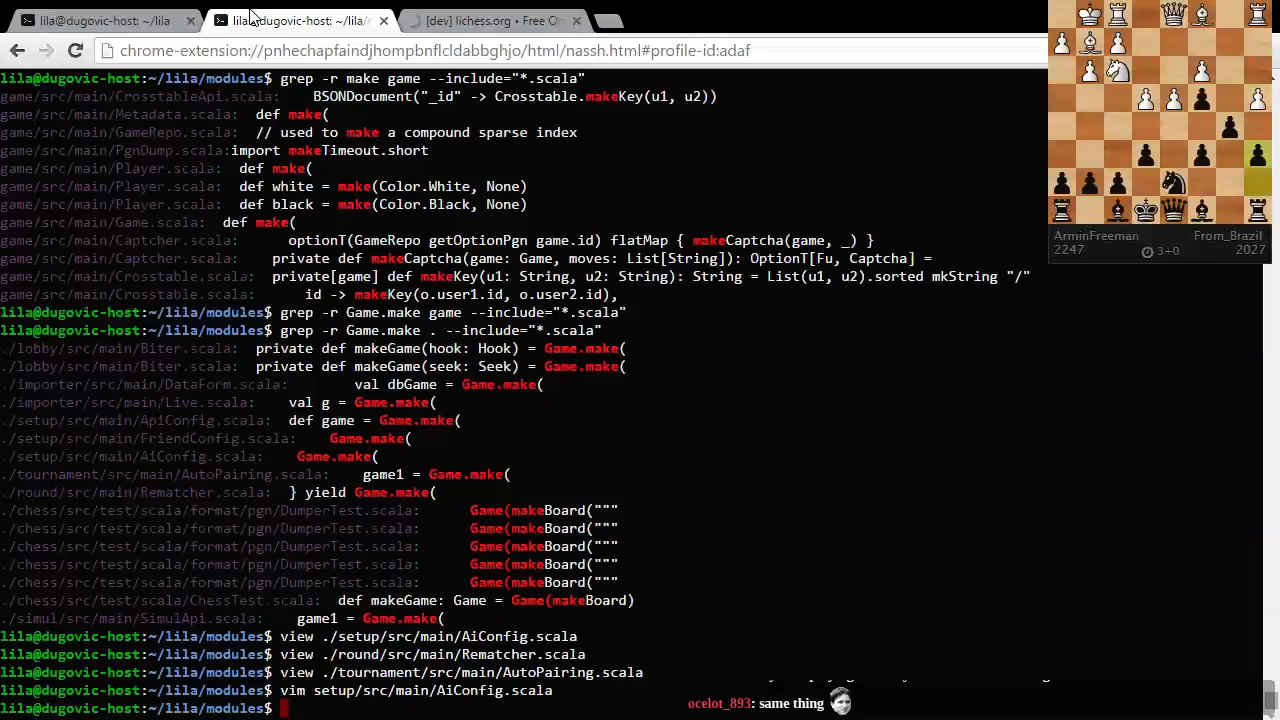 lila@dugovic-host: ~/lila
lila@dugovic-host: ~/lila/r
[dev] lichess.org • Free On
chrome-extension://pnhechapfaindjhompbnflcldabbghjo/html/nassh.html#profile-id:adaf
lila@dugovic-host:~/lila/modules$ grep -r make game --include="*.scala"
game/src/main/CrosstableApi.scala:    BSONDocument("_id" -> Crosstable.makeKey(u1, u2))
game/src/main/Metadata.scala:  def make(
game/src/main/GameRepo.scala:  // used to make a compound sparse index
game/src/main/PgnDump.scala:import makeTimeout.short
game/src/main/Player.scala:  def make(
game/src/main/Player.scala:  def white = make(Color.White, None)
game/src/main/Player.scala:  def black = make(Color.Black, None)
game/src/main/Game.scala:  def make(
game/src/main/Captcher.scala:      optionT(GameRepo getOptionPgn game.id) flatMap { makeCaptcha(game, _) }
game/src/main/Captcher.scala:    private def makeCaptcha(game: Game, moves: List[String]): OptionT[Fu, Captcha] =
game/src/main/Crosstable.scala:  private[game] def makeKey(u1: String, u2: String): String = List(u1, u2).sorted mkString "/"
game/src/main/Crosstable.scala:    id -> makeKey(o.user1.id, o.user2.id),
lila@dugovic-host:~/lila/modules$ grep -r Game.make game --include="*.scala"
lila@dugovic-host:~/lila/modules$ grep -r Game.make . --include="*.scala"
./lobby/src/main/Biter.scala:  private def makeGame(hook: Hook) = Game.make(
./lobby/src/main/Biter.scala:  private def makeGame(seek: Seek) = Game.make(
./importer/src/main/DataForm.scala:        val dbGame = Game.make(
./importer/src/main/Live.scala:    val g = Game.make(
./setup/src/main/ApiConfig.scala:  def game = Game.make(
./setup/src/main/FriendConfig.scala:    Game.make(
./setup/src/main/AiConfig.scala:    Game.make(
./tournament/src/main/AutoPairing.scala:    game1 = Game.make(
./round/src/main/Rematcher.scala:  } yield Game.make(
./chess/test/scala/format/pgn/DumperTest.scala:      Game(makeBoard("""
./chess/test/scala/format/pgn/DumperTest.scala:      Game(makeBoard("""
./chess/test/scala/format/pgn/DumperTest.scala:      Game(makeBoard("""
./chess/test/scala/format/pgn/DumperTest.scala:      Game(makeBoard("""
./chess/test/scala/format/pgn/DumperTest.scala:      Game(makeBoard("""
./chess/test/scala/ChessTest.scala:  def makeGame: Game = Game(makeBoard)
./simul/src/main/SimulApi.scala:    game1 = Game.make(
lila@dugovic-host:~/lila/modules$ view ./setup/src/main/AiConfig.scala
lila@dugovic-host:~/lila/modules$ view ./round/src/main/Rematcher.scala
lila@dugovic-host:~/lila/modules$ view ./tournament/src/main/AutoPairing.scala
lila@dugovic-host:~/lila/modules$ vim setup/src/main/AiConfig.scala
lila@dugovic-host:~/lila/modules$
ArminFreeman From_Brazil
2247 3+0 2027
ocelot_893: same thing